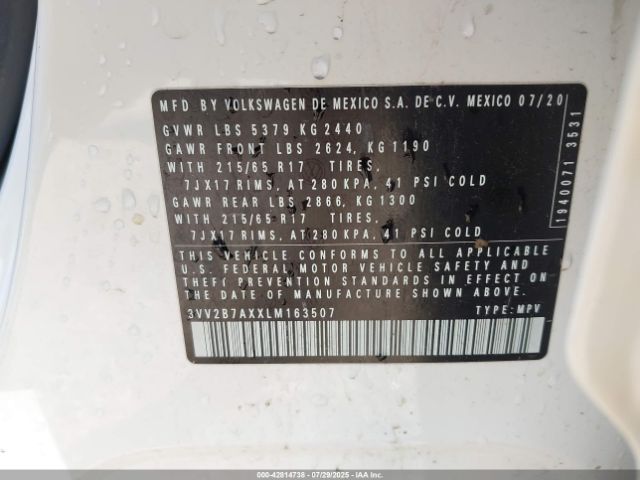 MFD. BY VOLKSWAGEN DE MEXICO S.A. DE C.V. MEXICO 07/20
GVWR LBS 5379 KG 2440
GAWR FRONT LBS 2624, KG 1190
WITH 215/65 R17 TIRES,
7JX17 RIMS, AT 280 KPA, 41 PSI COLD
GAWR REAR LBS 2866, KG 1300
WITH 215/65 R17 TIRES,
7JX17 RIMS, AT 280 KPA, 41 PSI COLD
THIS VEHICLE CONFORMS TO ALL APPLICABLE
U.S. FEDERAL MOTOR VEHICLE SAFETY AND
THEFT PREVENTION STANDARDS IN EFFECT ON
THE DATE OF MANUFACTURE SHOWN ABOVE.
3VV2B7AXXLM163507 TYPE: MPV
1940071 3531
000-42814738 07/29/2025 IAAI.COM